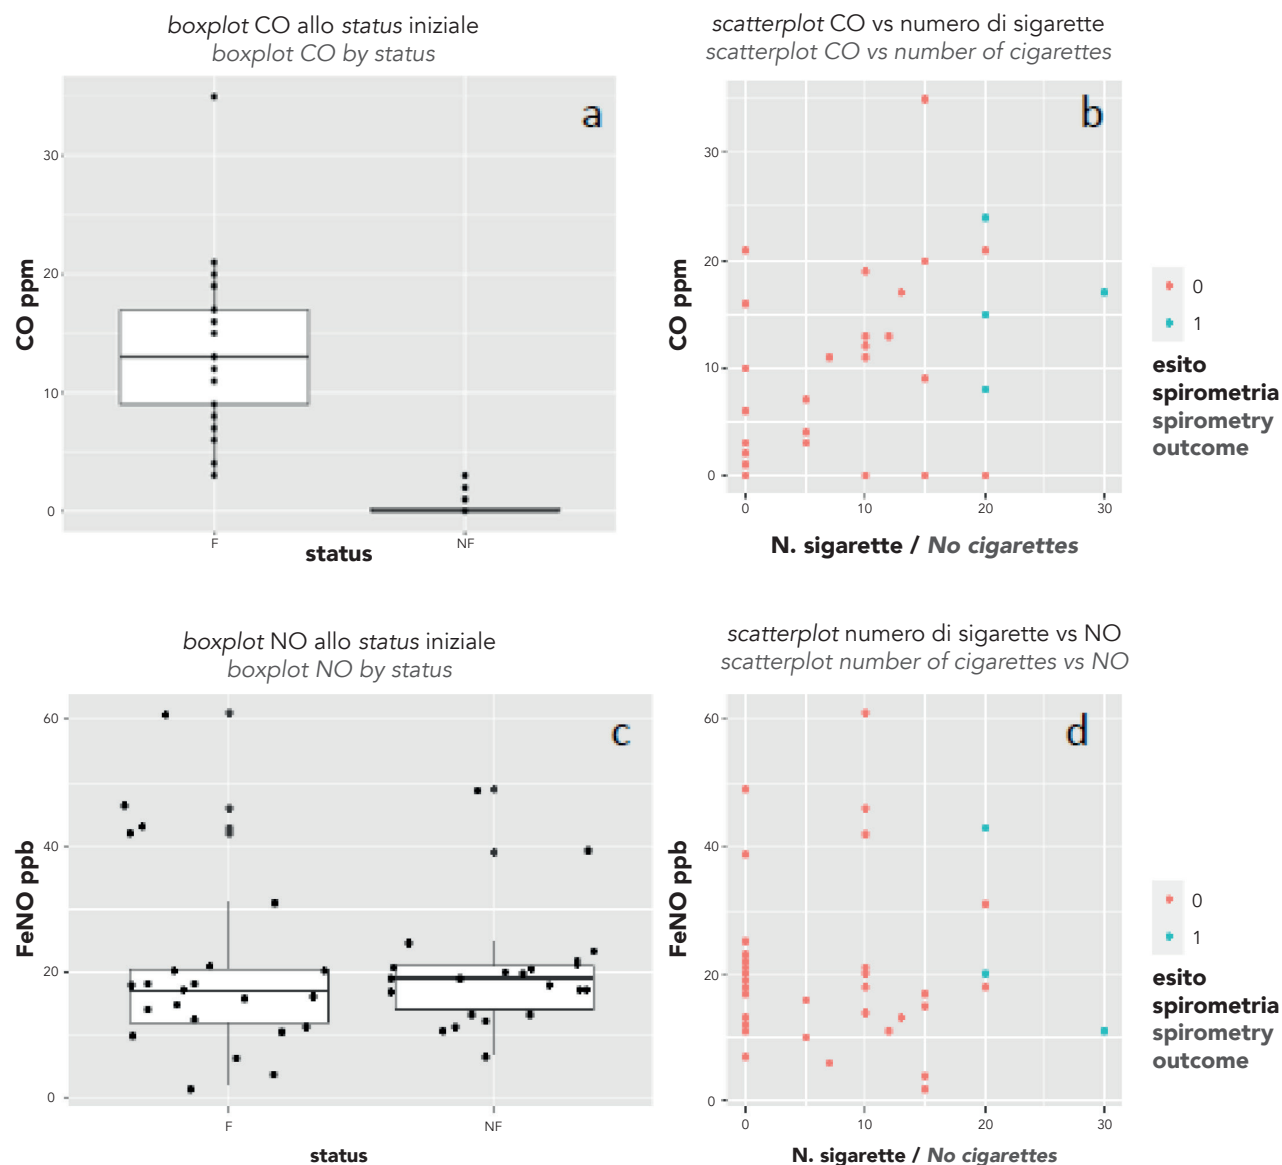 boxplot CO allo status iniziale
boxplot CO by status
a
30
20
10
0
CO ppm
F
NF
status
scatterplot CO vs numero di sigarette
scatterplot CO vs number of cigarettes
b
30
20
10
0
CO ppm
0
10
20
30
N. sigarette / No cigarettes
0
1
esito
spirometria
spirometry
outcome
boxplot NO allo status iniziale
boxplot NO by status
c
60
40
20
0
FeNO ppb
F
NF
status
scatterplot numero di sigarette vs NO
scatterplot number of cigarettes vs NO
d
60
40
20
0
FeNO ppb
0
10
20
30
N. sigarette / No cigarettes
0
1
esito
spirometria
spirometry
outcome